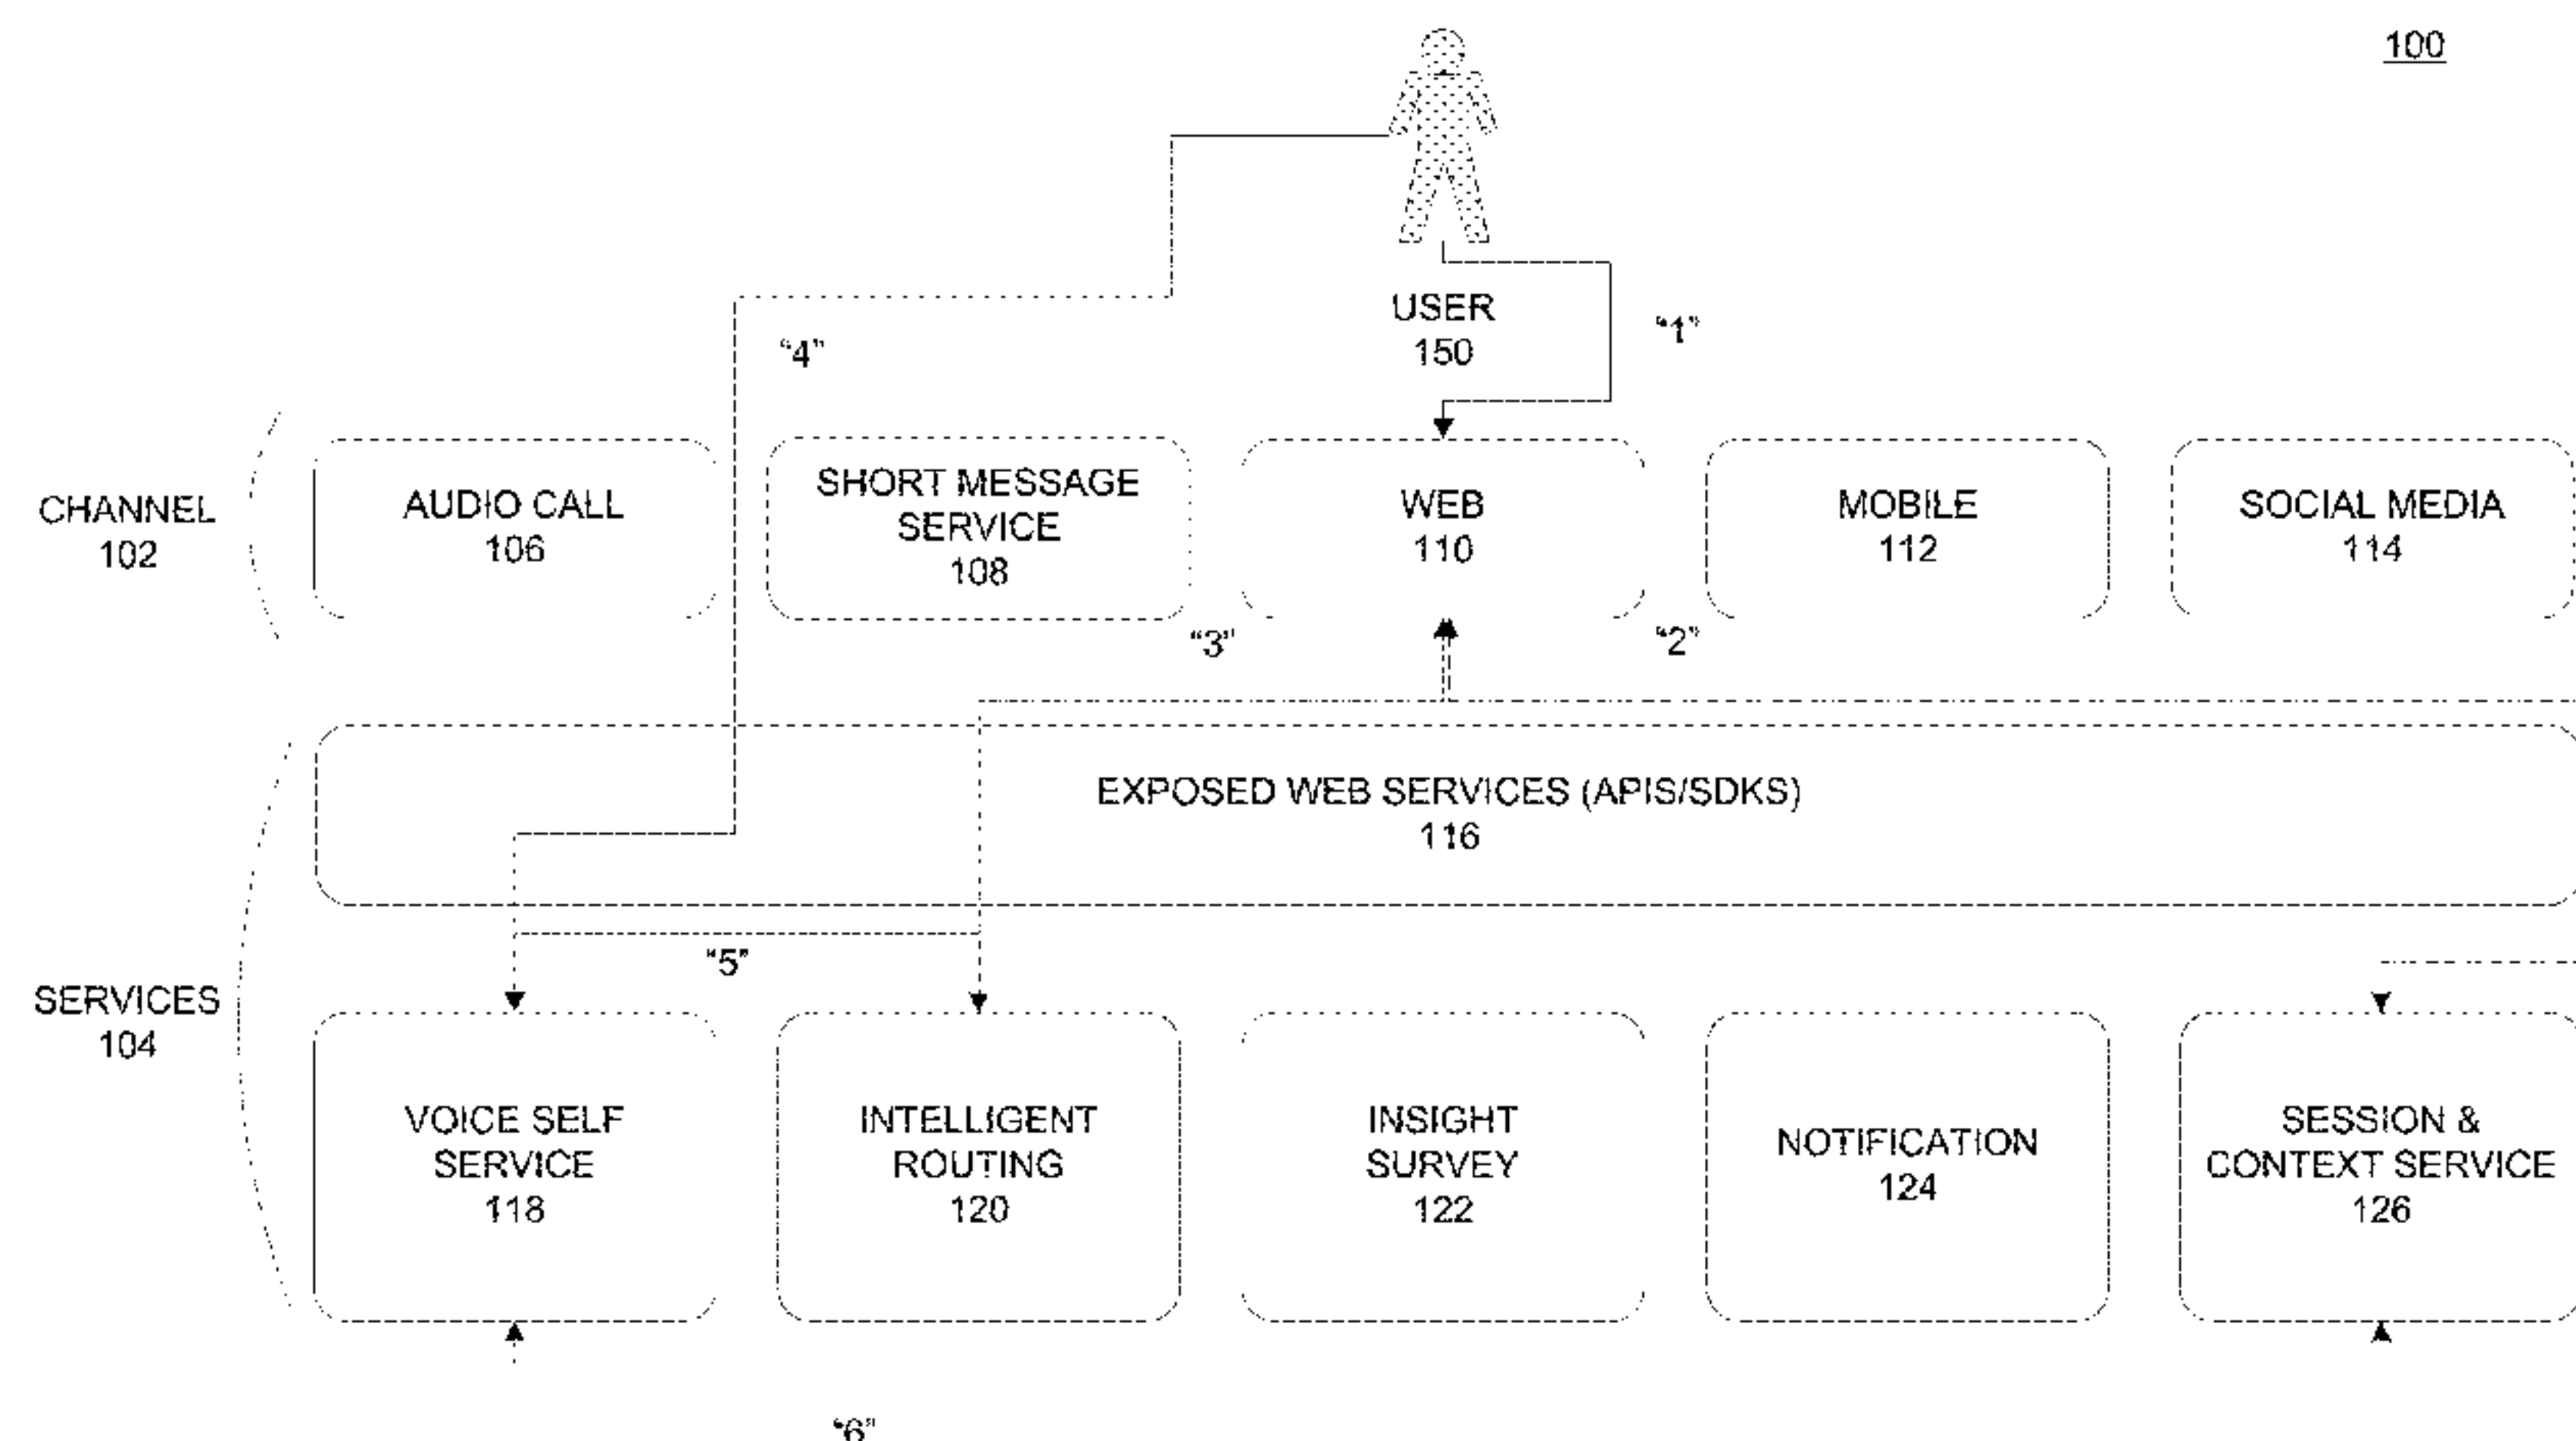 100
USER
150
“1”
“4”
CHANNEL
102
AUDIO CALL
106
SHORT MESSAGE
SERVICE
108
WEB
110
MOBILE
112
SOCIAL MEDIA
114
“3”
“2”
EXPOSED WEB SERVICES (APIS/SDKS)
116
“5”
SERVICES
104
VOICE SELF
SERVICE
118
INTELLIGENT
ROUTING
120
INSIGHT
SURVEY
122
NOTIFICATION
124
SESSION &
CONTEXT SERVICE
126
“6”